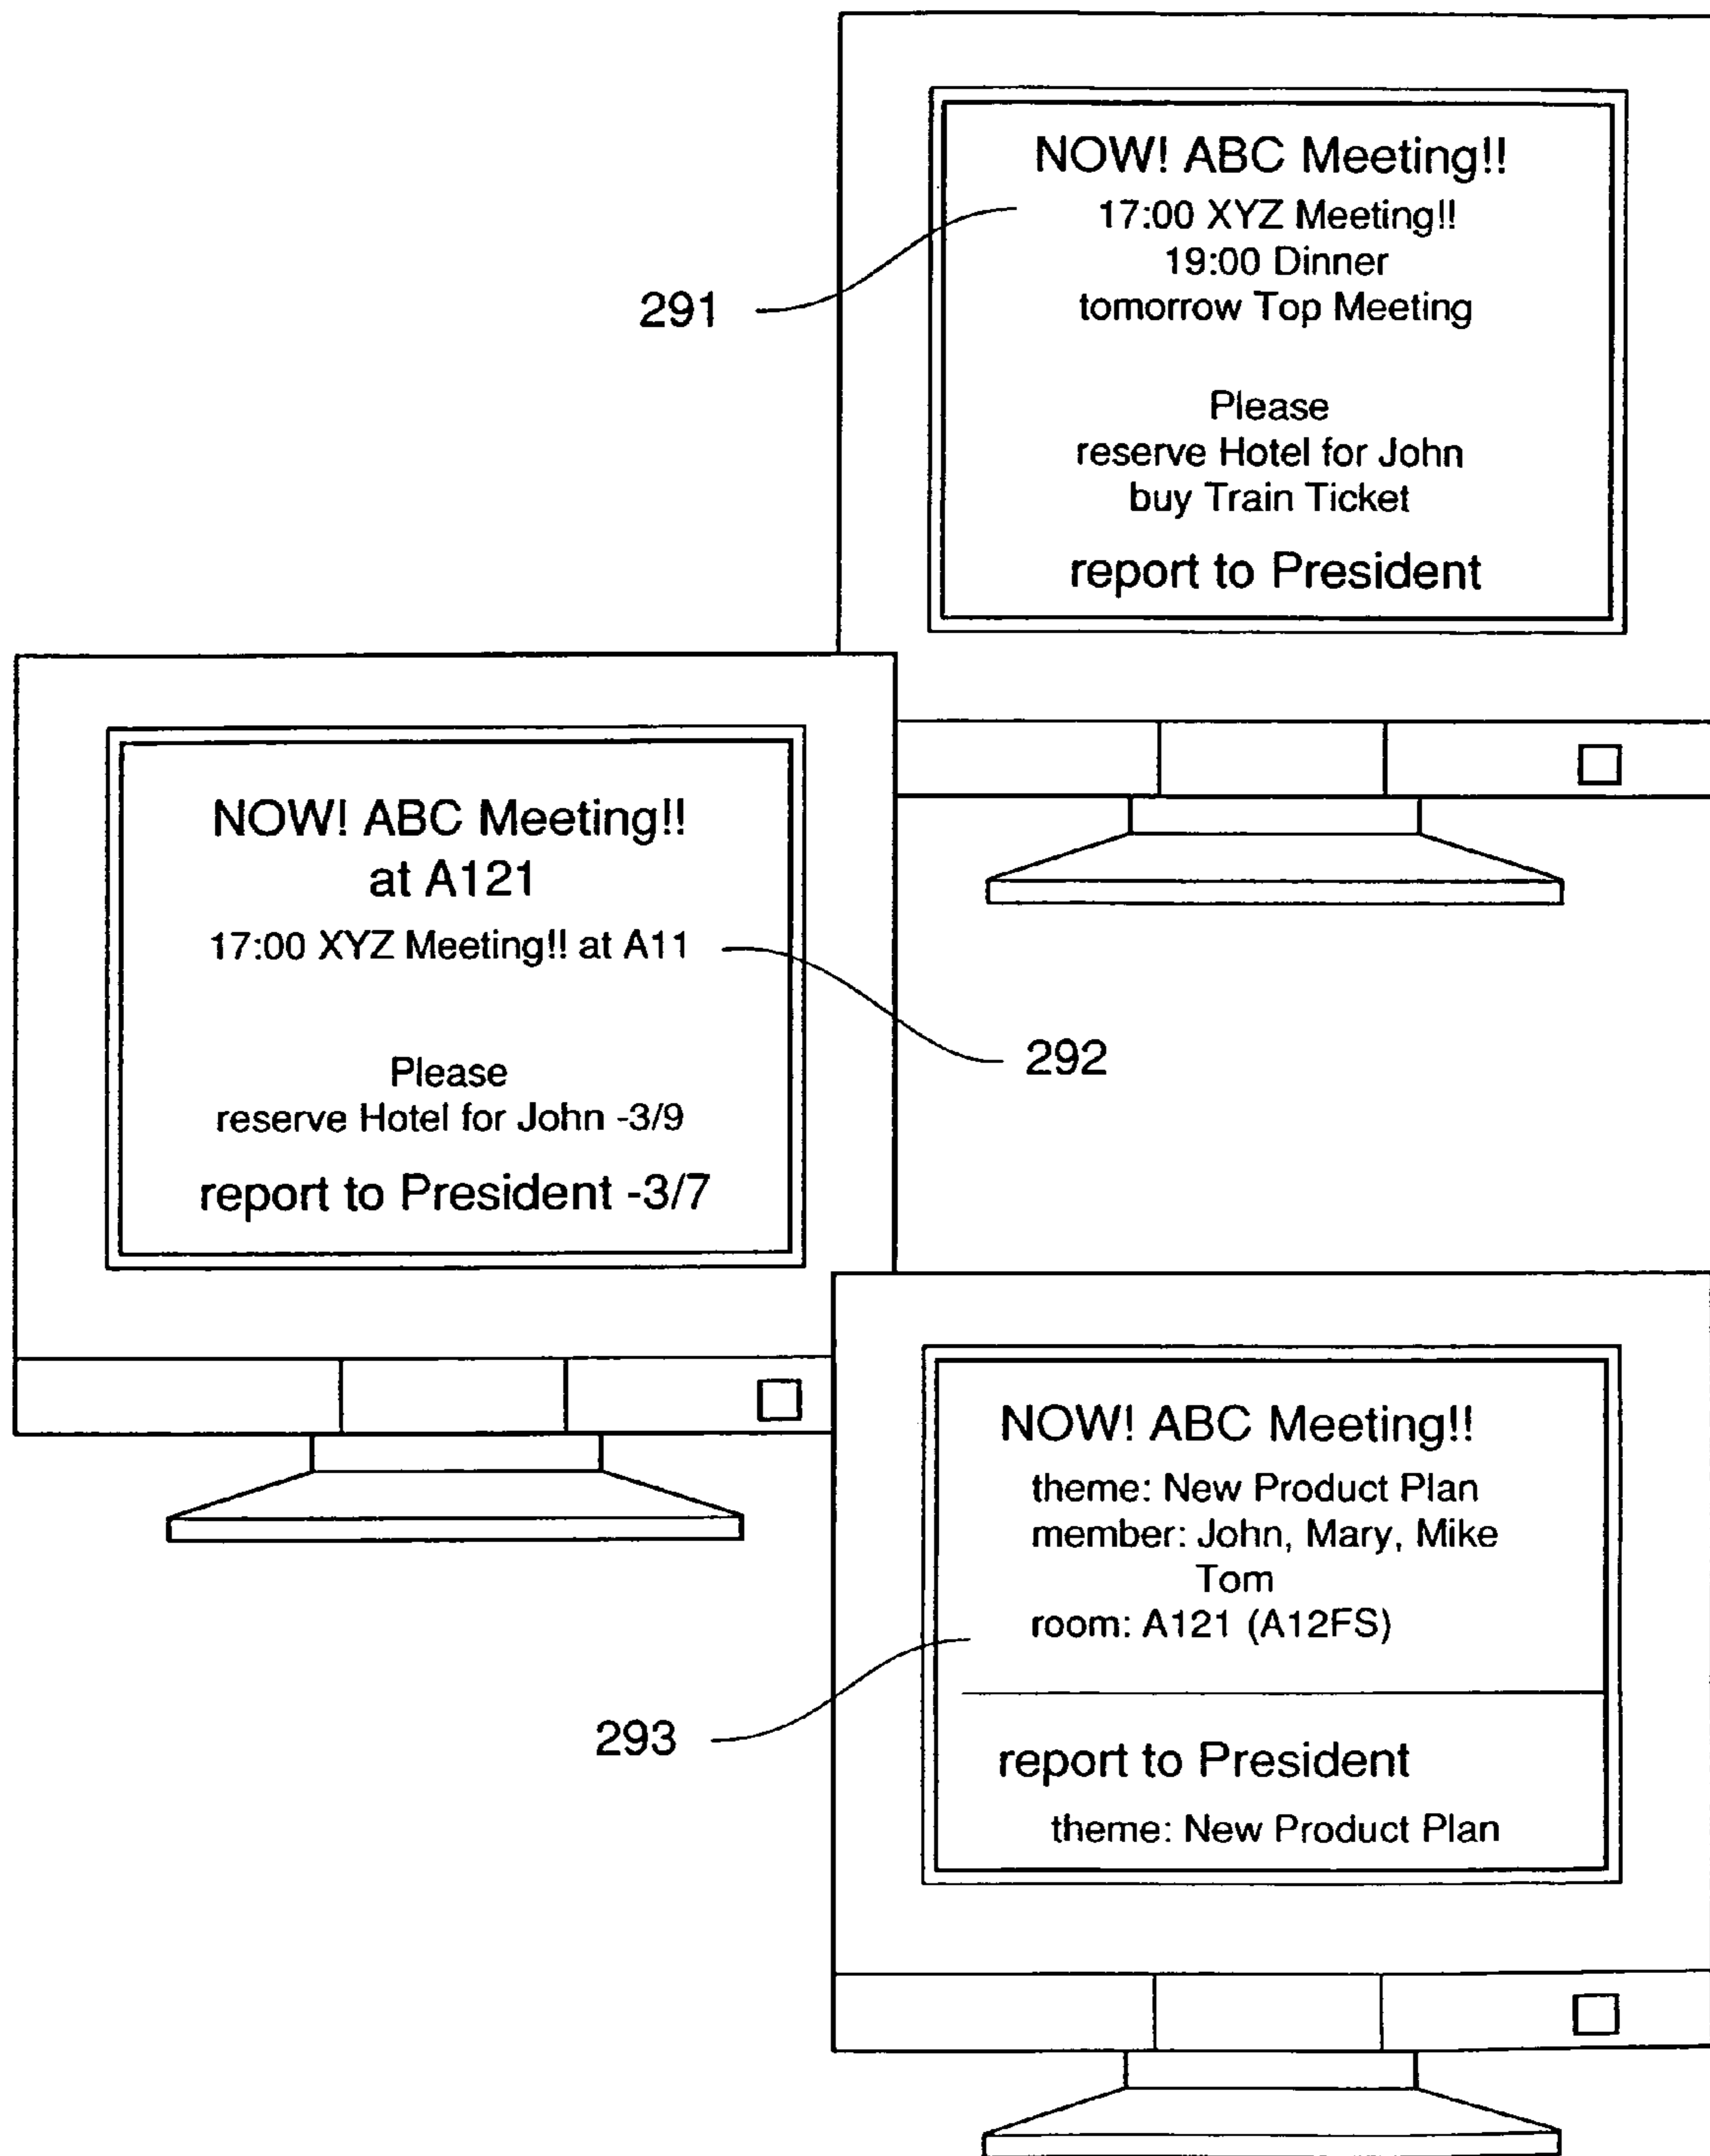 NOW! ABC Meeting!!
17:00 XYZ Meeting!!
19:00 Dinner
tomorrow Top Meeting
Please
reserve Hotel for John
buy Train Ticket
report to President
291
NOW! ABC Meeting!!
at A121
17:00 XYZ Meeting!! at A11
Please
reserve Hotel for John -3/9
report to President -3/7
292
NOW! ABC Meeting!!
theme: New Product Plan
member: John, Mary, Mike
Tom
room: A121 (A12FS)
report to President
theme: New Product Plan
293